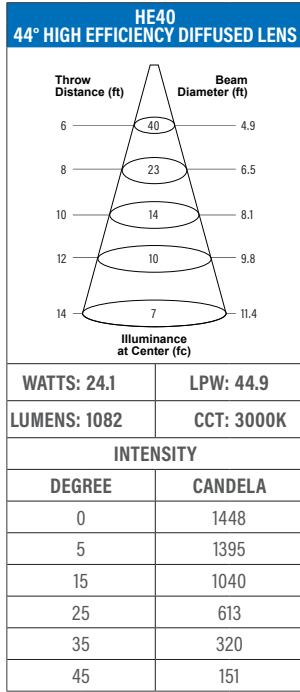 HE40
44° HIGH EFFICIENCY DIFFUSED LENS
Throw Distance (ft)
Beam Diameter (ft)
6 40 4.9
8 23 6.5
10 14 8.1
12 10 9.8
14 7 11.4
Illuminance
at Center (fc)
WATTS: 24.1 LPW: 44.9
LUMENS: 1082 CCT: 3000K
INTENSITY
DEGREE CANDELA
0 1448
5 1395
15 1040
25 613
35 320
45 151